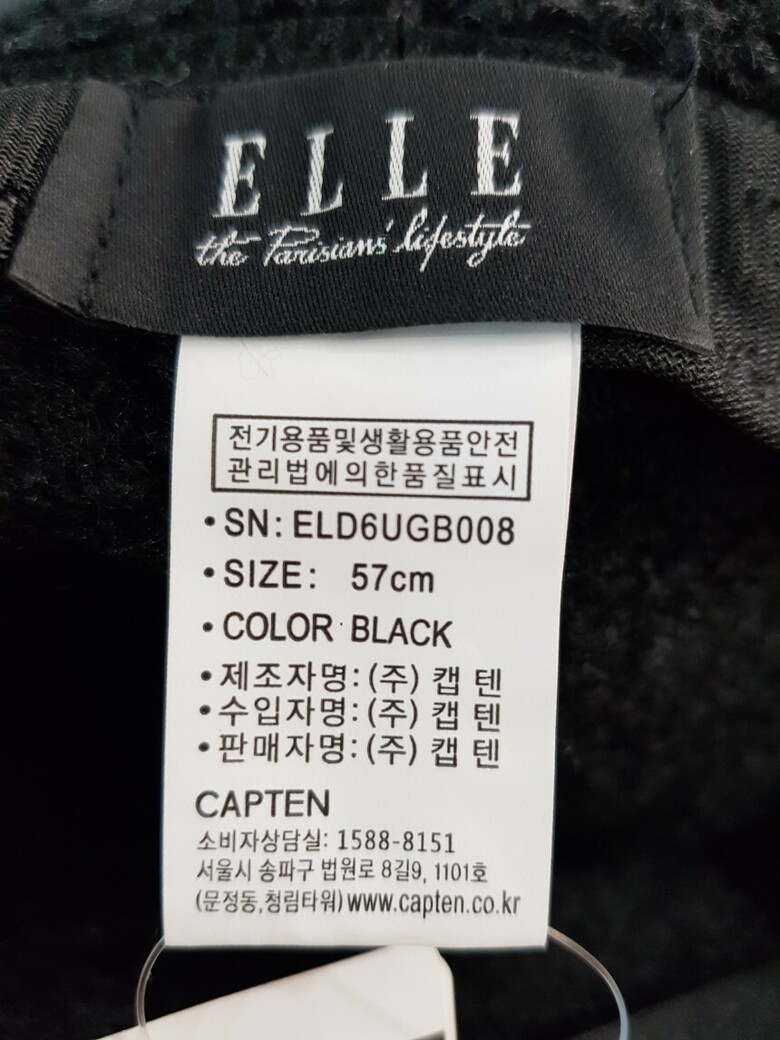 ELLE
the Parisians' lifestyle
전기용품및생활용품안전
관리법에의한품질표시
•SN: ELD6UGB008
•SIZE: 57cm
•COLOR BLACK
•제조자명:(주) 캡 텐
•수입자명:(주) 캡 텐
•판매자명:(주) 캡 텐
CAPTEN
소비자상담실: 1588-8151
서울시 송파구 법원로 8길9, 1101호
(문정동,청림타워)www.capten.co.kr